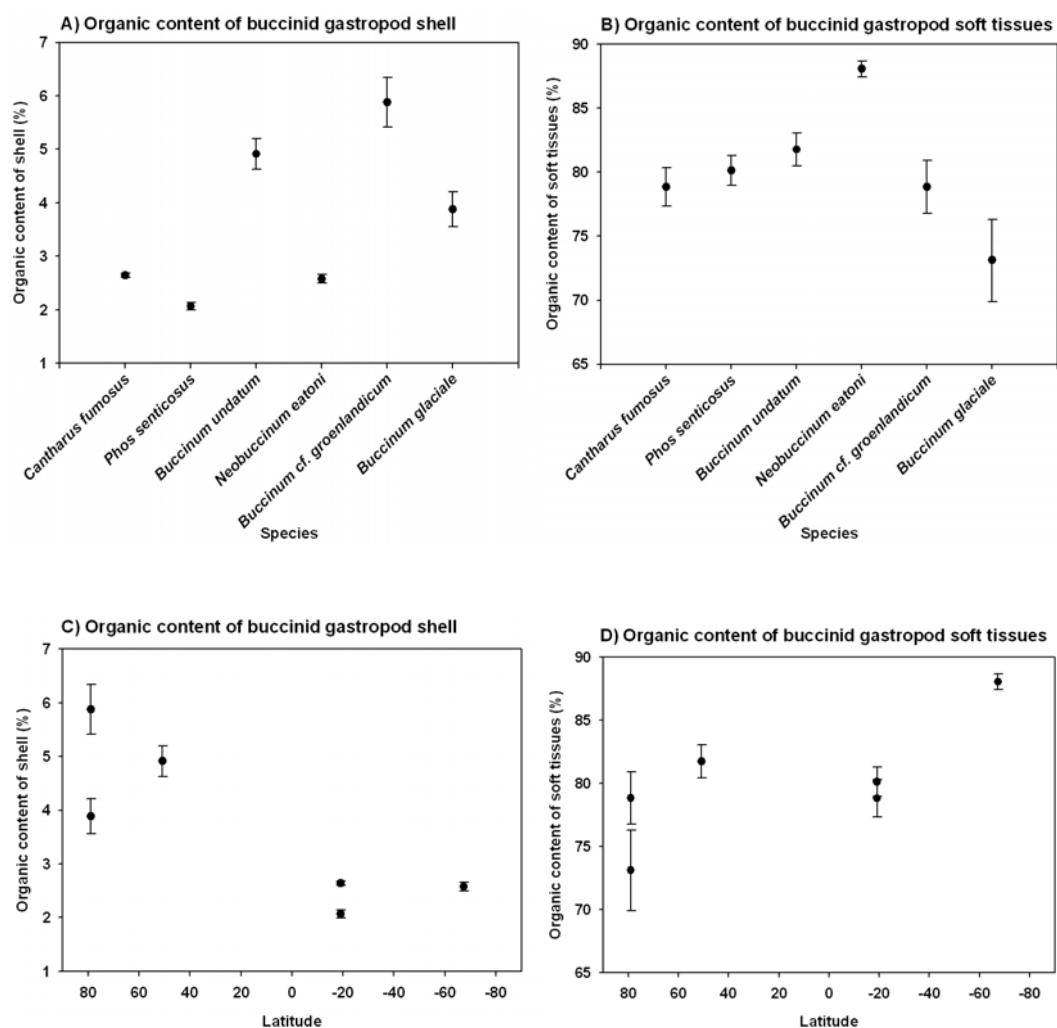 A) Organic content of buccinid gastropod shell
Organic content of shell (%)
7
6
5
4
3
2
1
Cantharus fumosus
Phos senticosus
Buccinum undatum
Neobuccinum eatoni
Buccinum cf. groenlandicum
Buccinum glaciale
Species
B) Organic content of buccinid gastropod soft tissues
Organic content of soft tissues (%)
90
85
80
75
70
65
Cantharus fumosus
Phos senticosus
Buccinum undatum
Neobuccinum eatoni
Buccinum cf. groenlandicum
Buccinum glaciale
Species
C) Organic content of buccinid gastropod shell
Organic content of shell (%)
7
6
5
4
3
2
1
80 60 40 20 0 -20 -40 -60 -80
Latitude
D) Organic content of buccinid gastropod soft tissues
Organic content of soft tissues (%)
90
85
80
75
70
65
80 60 40 20 0 -20 -40 -60 -80
Latitude